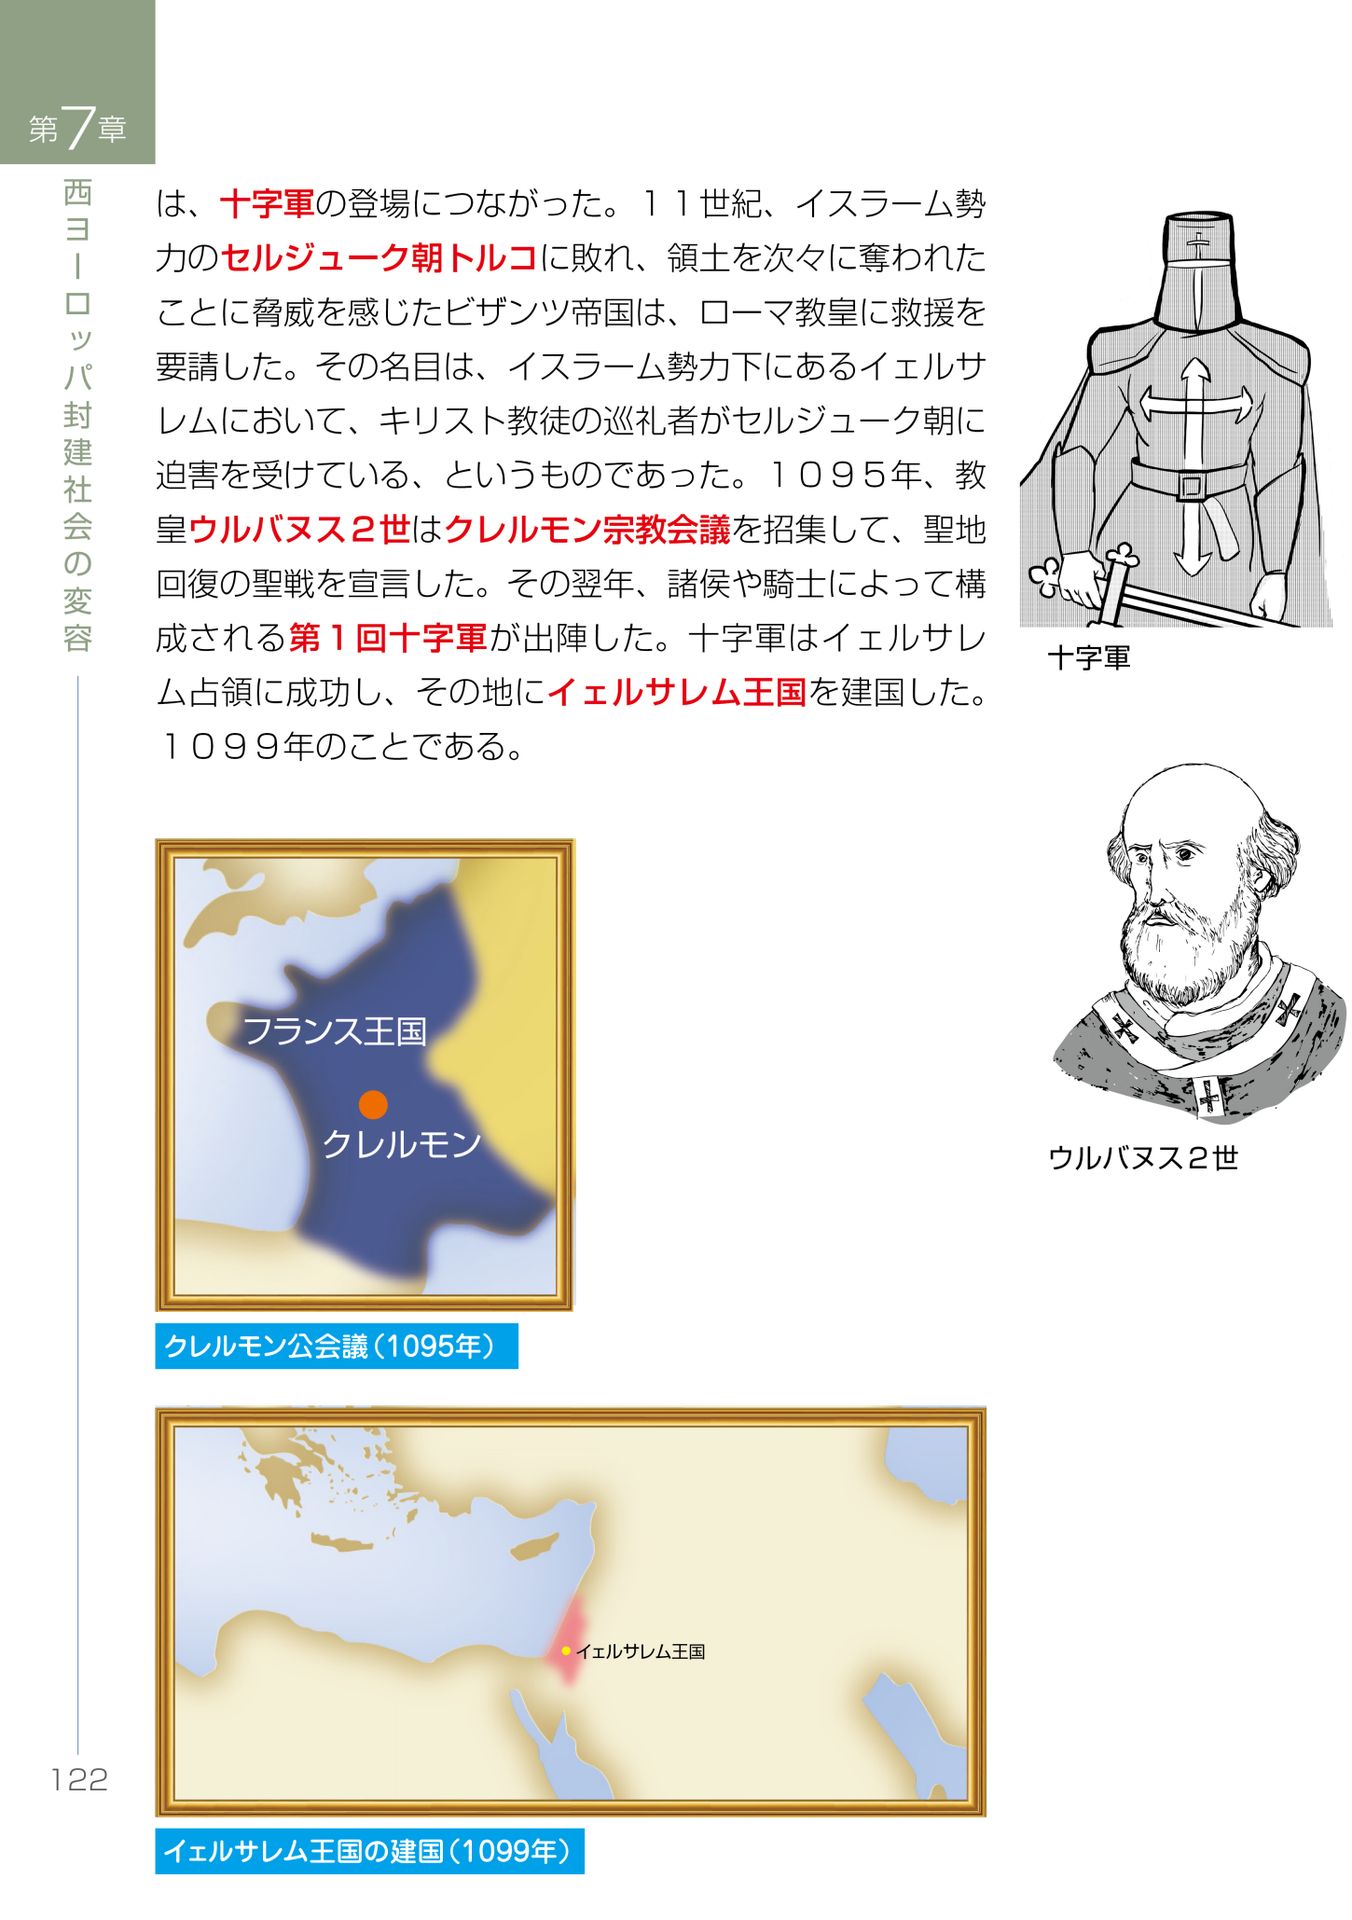 第7章
西ヨーロッパ封建社会の変容
は、十字軍の登場につながった。１１世紀、イスラーム勢
力のセルジューク朝トルコに敗れ、領土を次々に奪われた
ことに脅威を感じたビザンツ帝国は、ローマ教皇に救援を
要請した。その名目は、イスラーム勢力下にあるイェルサ
レムにおいて、キリスト教徒の巡礼者がセルジューク朝に
迫害を受けている、というものであった。１０９５年、教
皇ウルバヌス２世はクレルモン宗教会議を招集して、聖地
回復の聖戦を宣言した。その翌年、諸侯や騎士によって構
成される第１回十字軍が出陣した。十字軍はイェルサレ
ム占領に成功し、その地にイェルサレム王国を建国した。
１０９９年のことである。
十字軍
ウルバヌス２世
フランス王国
クレルモン
クレルモン公会議（1095年）
イェルサレム王国
イェルサレム王国の建国（1099年）
122